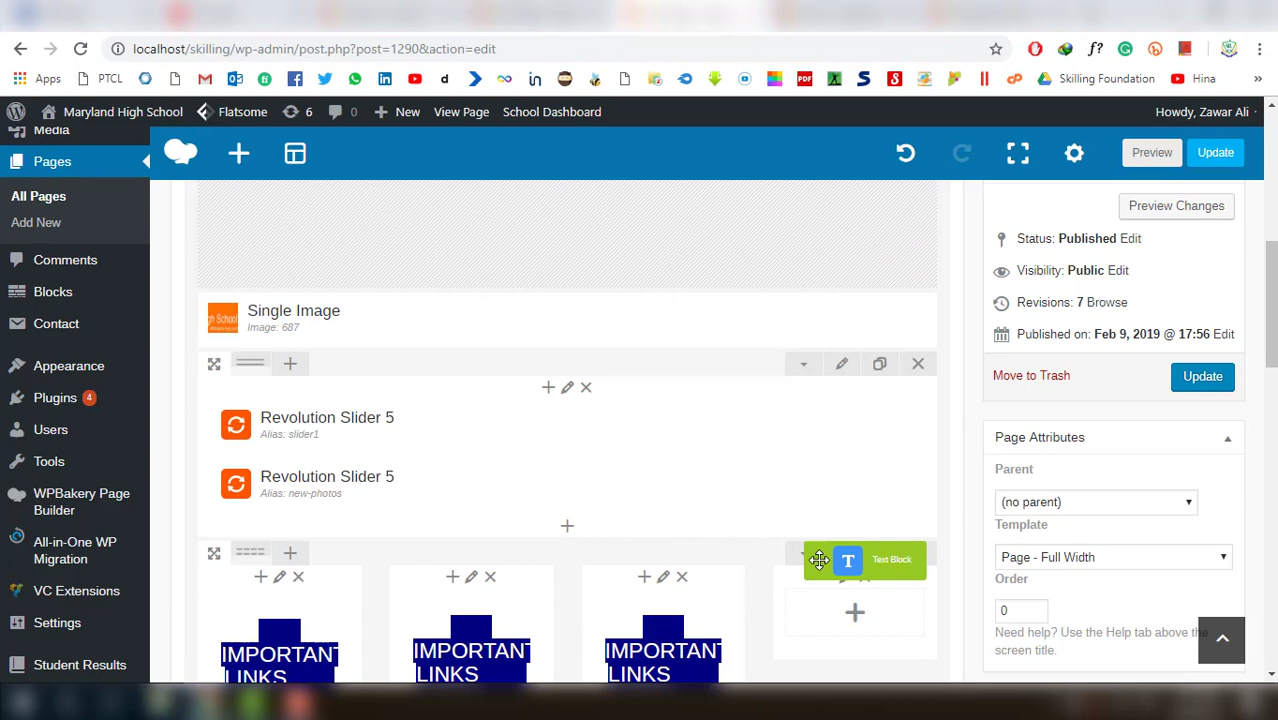 localhost/skilling/wp-admin/post.php?post=1290&action=edit
Apps PTCL Skilling Foundation Hina
Maryland High School Flatsome 6 0 New View Page School Dashboard Howdy, Zawar Ali
Media
Pages
All Pages
Add New
Comments
Blocks
Contact
Appearance
Plugins 4
Users
Tools
WPBakery Page
Builder
All-in-One WP
Migration
VC Extensions
Settings
Student Results
Preview Update
Single Image
Image: 687
Revolution Slider 5
Alias: slider1
Revolution Slider 5
Alias: new-photos
T Text Block
IMPORTANT
LINKS
IMPORTANT
LINKS
IMPORTANT
LINKS
Preview Changes
Status: Published Edit
Visibility: Public Edit
Revisions: 7 Browse
Published on: Feb 9, 2019 @ 17:56 Edit
Move to Trash Update
Page Attributes
Parent
(no parent)
Template
Page - Full Width
Order
0
Need help? Use the Help tab above the
screen title.